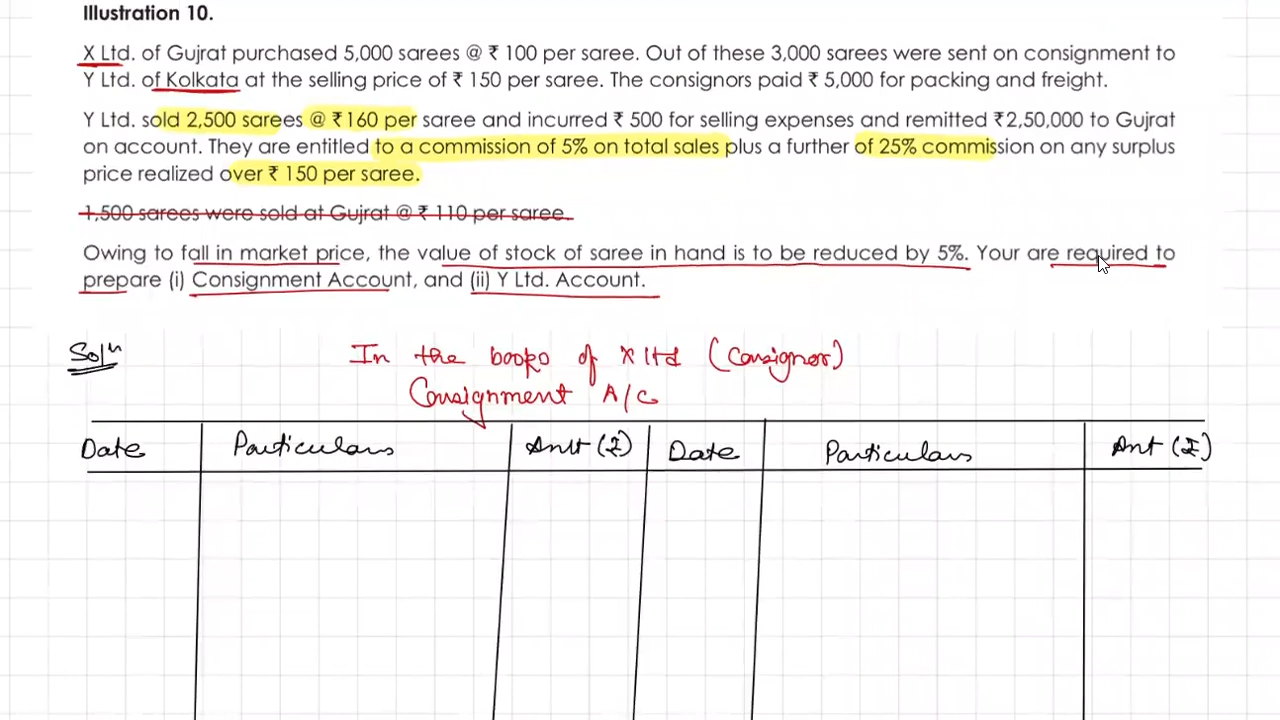 Illustration 10.
X Ltd. of Gujrat purchased 5,000 sarees @ ₹ 100 per saree. Out of these 3,000 sarees were sent on consignment to
Y Ltd. of Kolkata at the selling price of ₹ 150 per saree. The consignors paid ₹ 5,000 for packing and freight.
Y Ltd. sold 2,500 sarees @ ₹160 per saree and incurred ₹ 500 for selling expenses and remitted ₹2,50,000 to Gujrat
on account. They are entitled to a commission of 5% on total sales plus a further of 25% commission on any surplus
price realized over ₹ 150 per saree.
1,500 sarees were sold at Gujrat @ ₹ 110 per saree.
Owing to fall in market price, the value of stock of saree in hand is to be reduced by 5%. Your are required to
prepare (i) Consignment Account, and (ii) Y Ltd. Account.
Solⁿ In the books of X ltd (Consignor)
Consignment A/C
Date Particulars Amt (₹) Date Particulars Amt (₹)